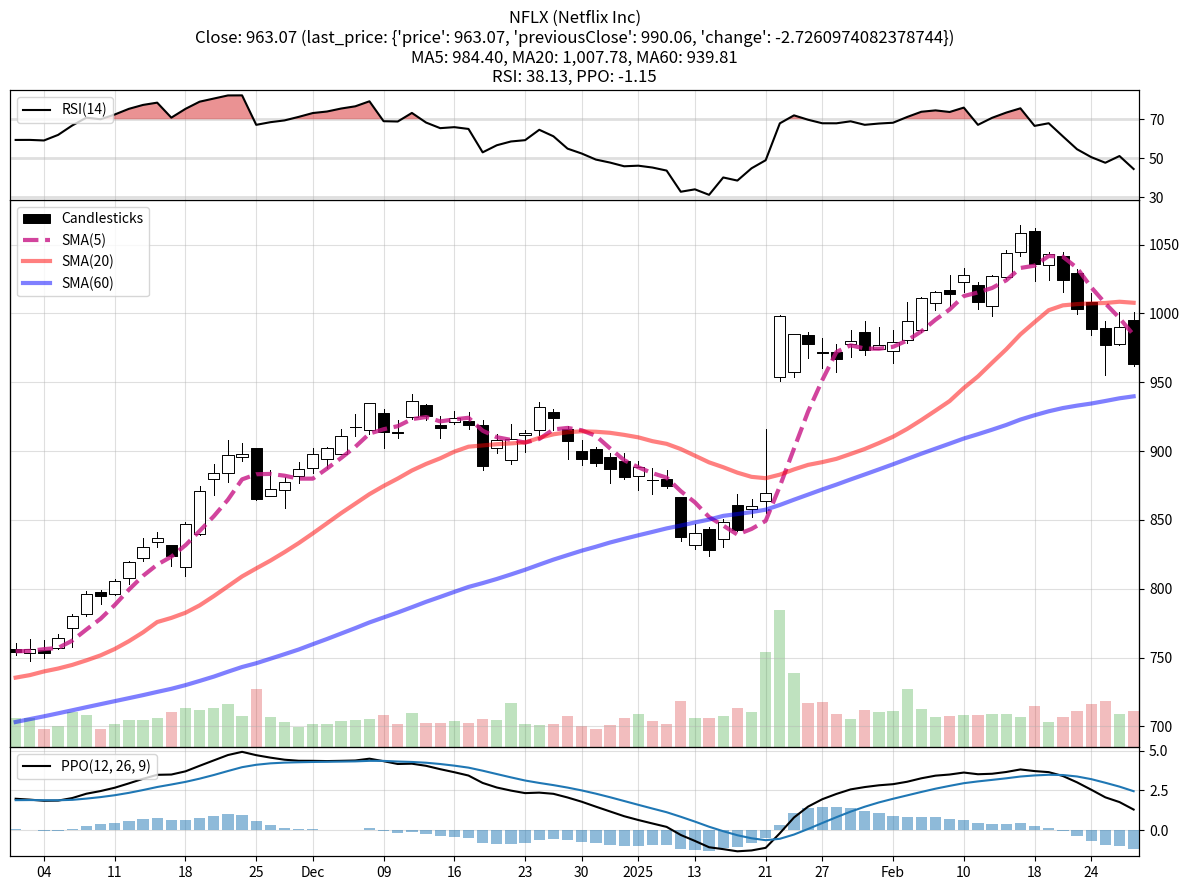 NFLX (Netflix Inc)
Close: 963.07 (last_price: {'price': 963.07, 'previousClose': 990.06, 'change': -2.7260974082378744})
MA5: 984.40, MA20: 1,007.78, MA60: 939.81
RSI: 38.13, PPO: -1.15
RSI(14)
70
50
30
Candlesticks
SMA(5)
SMA(20)
SMA(60)
1050
1000
950
900
850
800
750
700
PPO(12, 26, 9)
5.0
2.5
0.0
04 11 18 25 Dec 09 16 23 30 2025 13 21 27 Feb 10 18 24